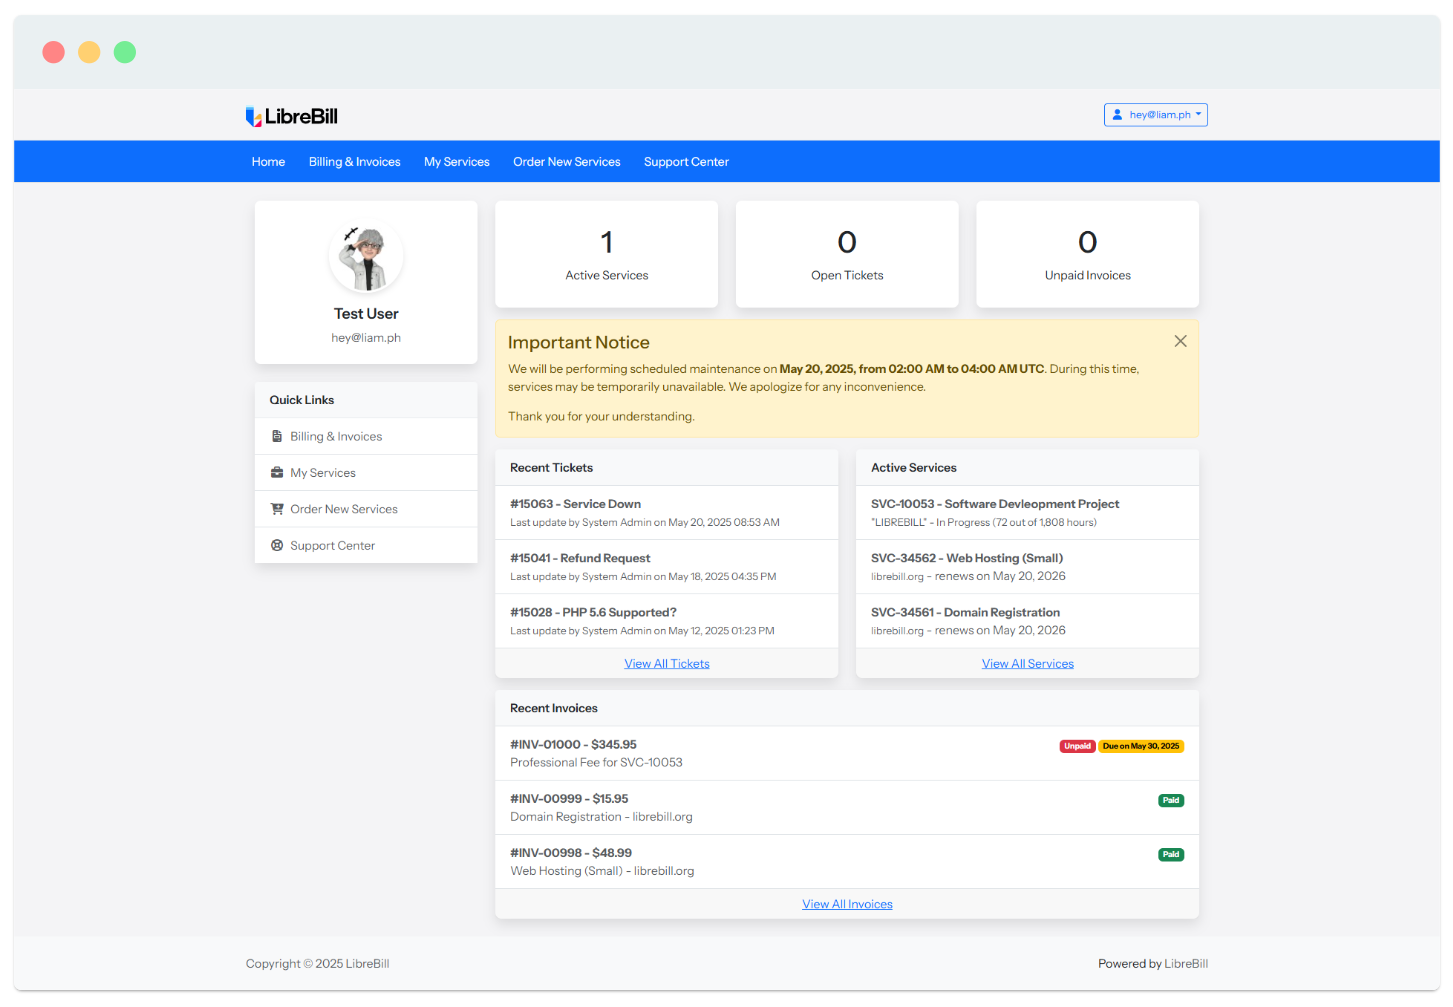 LibreBill
hey@liam.ph
Home
Billing & Invoices
My Services
Order New Services
Support Center
Test User
hey@liam.ph
Quick Links
Billing & Invoices
My Services
Order New Services
Support Center
1
Active Services
0
Open Tickets
0
Unpaid Invoices
Important Notice
We will be performing scheduled maintenance on May 20, 2025, from 02:00 AM to 04:00 AM UTC. During this time,
services may be temporarily unavailable. We apologize for any inconvenience.
Thank you for your understanding.
Recent Tickets
#15063 - Service Down
Last update by System Admin on May 20, 2025 08:53 AM
#15041 - Refund Request
Last update by System Admin on May 18, 2025 04:35 PM
#15028 - PHP 5.6 Supported?
Last update by System Admin on May 12, 2025 01:23 PM
View All Tickets
Active Services
SVC-10053 - Software Devleopment Project
"LIBREBILL" - In Progress (72 out of 1,808 hours)
SVC-34562 - Web Hosting (Small)
librebill.org - renews on May 20, 2026
SVC-34561 - Domain Registration
librebill.org - renews on May 20, 2026
View All Services
Recent Invoices
#INV-01000 - $345.95
Unpaid
Due on May 30, 2025
Professional Fee for SVC-10053
#INV-00999 - $15.95
Paid
Domain Registration - librebill.org
#INV-00998 - $48.99
Paid
Web Hosting (Small) - librebill.org
View All Invoices
Copyright © 2025 LibreBill
Powered by LibreBill